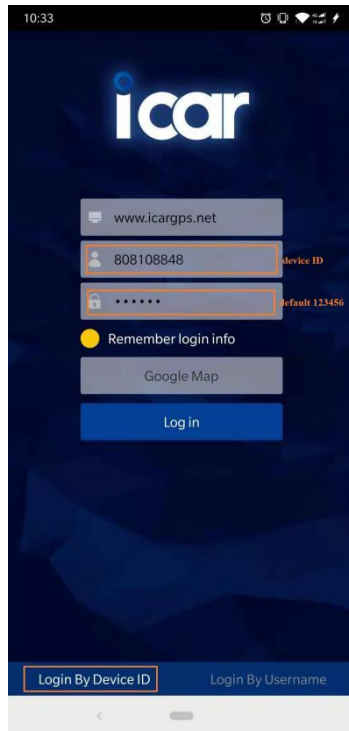 10:33
icar
www.icargps.net
808108848
device ID
••••••
default 123456
Remember login info
Google Map
Log in
Login By Device ID
Login By Username